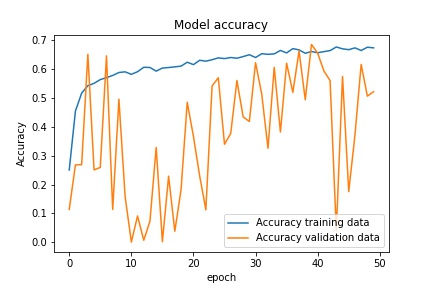 Model accuracy
0.7
0.6
0.5
0.4
0.3
0.2
0.1
0.0
Accuracy
Accuracy training data
Accuracy validation data
0 10 20 30 40 50
epoch